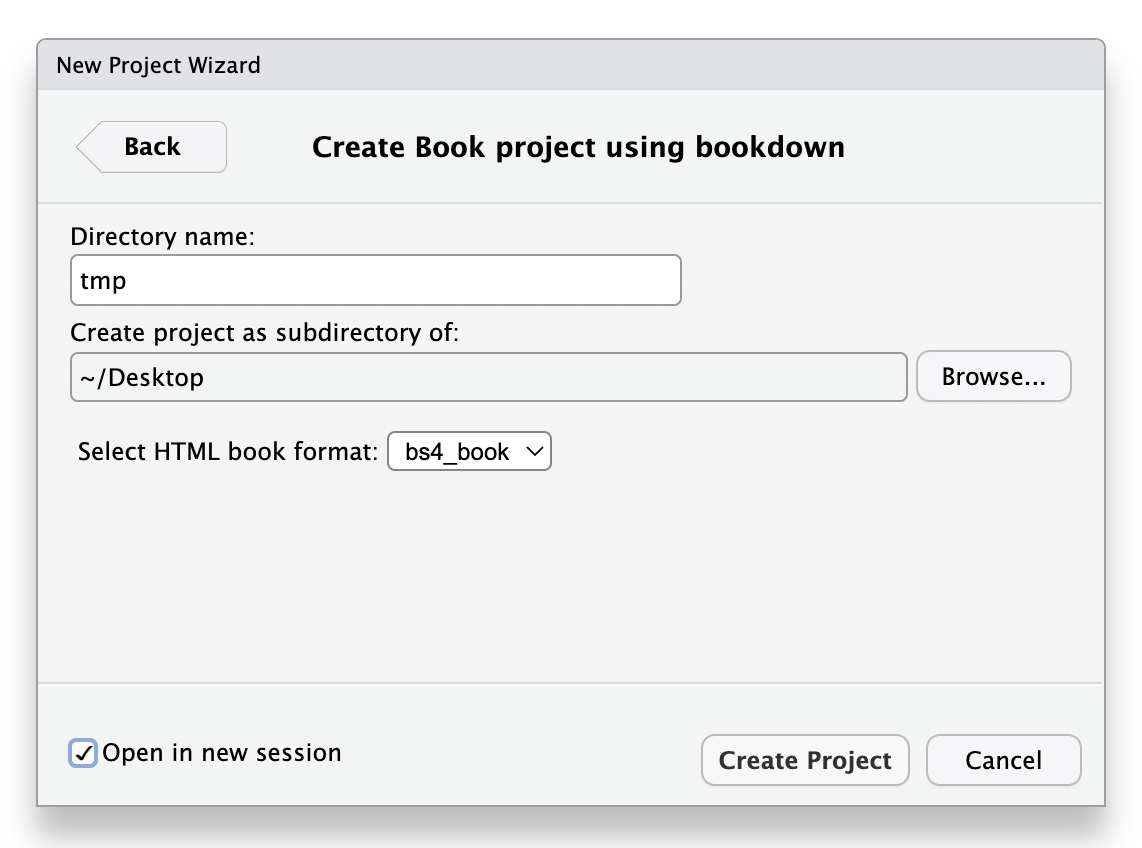 New Project Wizard
Back
Create Book project using bookdown
Directory name:
tmp
Create project as subdirectory of:
~/Desktop
Browse...
Select HTML book format:
bs4_book
Open in new session
Create Project
Cancel